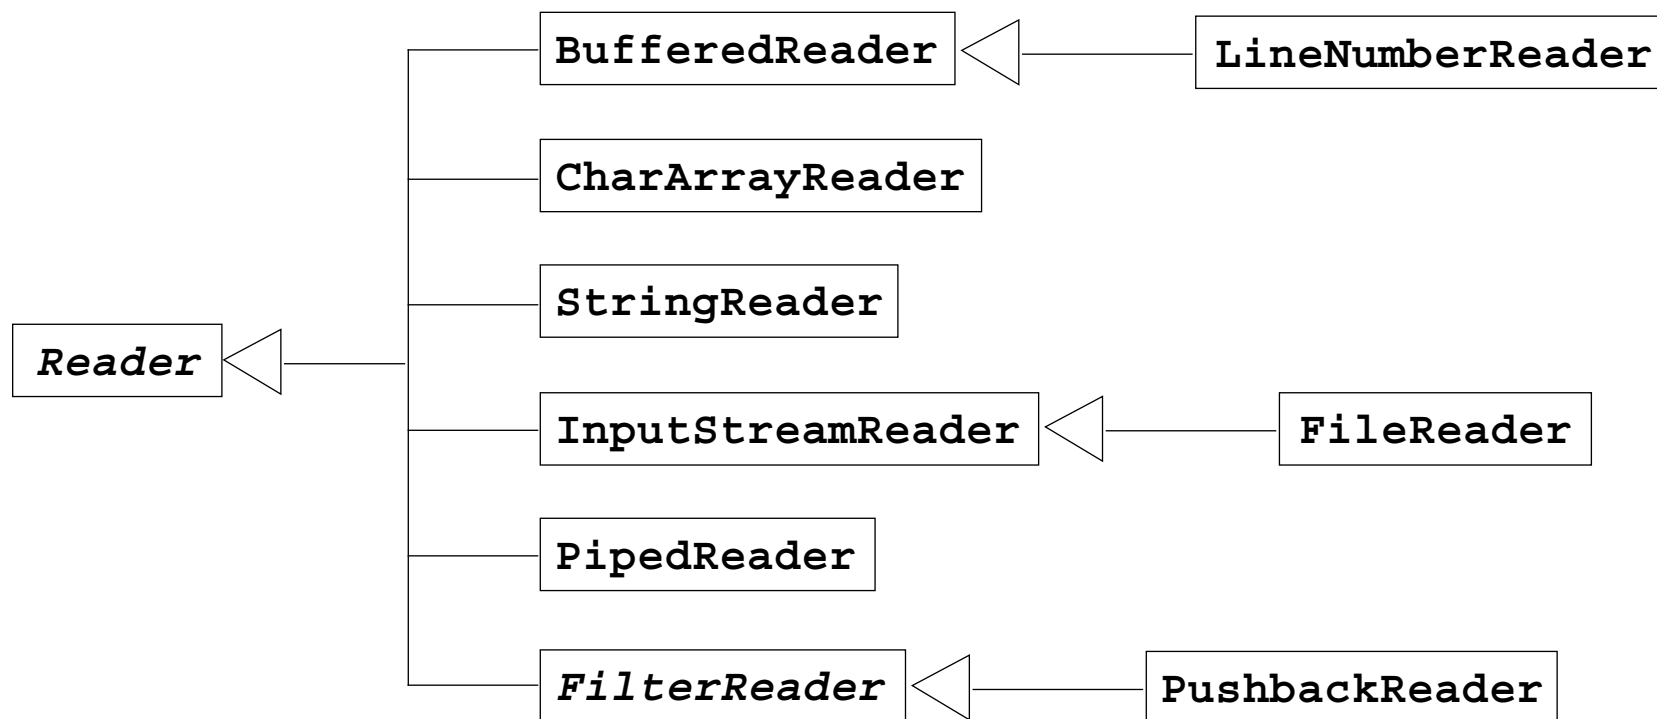 BufferedReader
LineNumberReader
CharArrayReader
StringReader
Reader
InputStreamReader
FileReader
PipedReader
FilterReader
PushbackReader